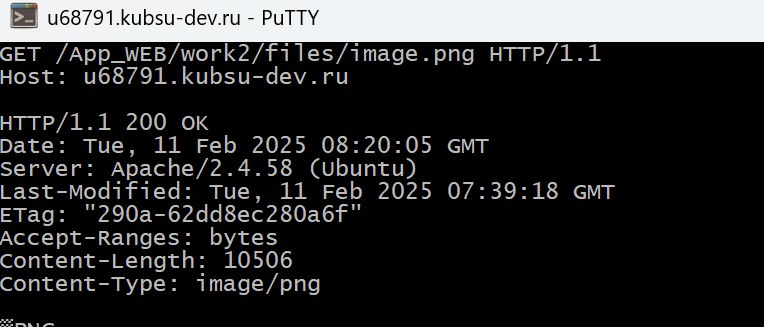 u68791.kubsu-dev.ru - PuTTY
GET /App_WEB/work2/files/image.png HTTP/1.1
Host: u68791.kubsu-dev.ru
HTTP/1.1 200 OK
Date: Tue, 11 Feb 2025 08:20:05 GMT
Server: Apache/2.4.58 (Ubuntu)
Last-Modified: Tue, 11 Feb 2025 07:39:18 GMT
ETag: "290a-62dd8ec280a6f"
Accept-Ranges: bytes
Content-Length: 10506
Content-Type: image/png
▒PNG